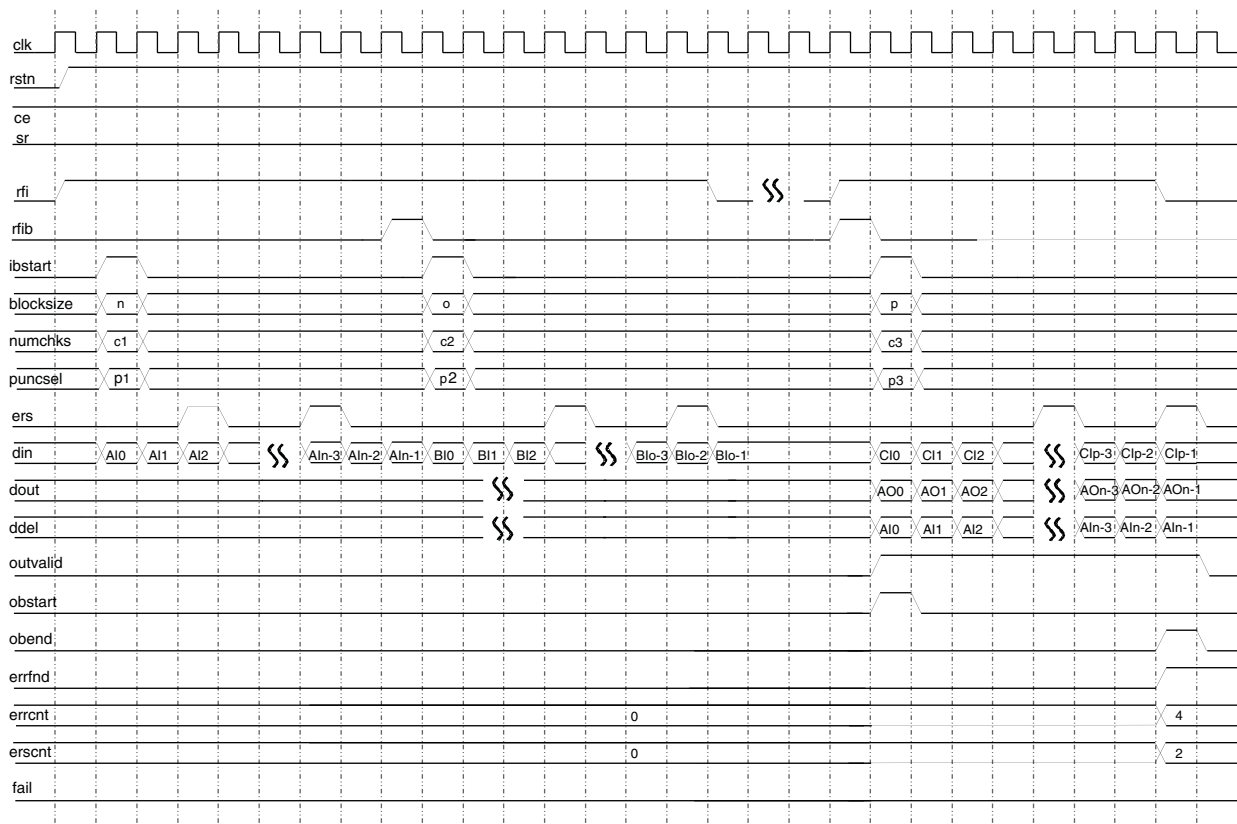 clk
rstn
ce
sr
rfi
rfib
ibstart
blocksize n o p
numchks c1 c2 c3
puncsel p1 p2 p3
ers
din AI0 AI1 AI2 AIn-3 AIn-2 AIn-1 BI0 BI1 BI2 BIo-3 BIo-2 BIo-1 CI0 CI1 CI2 CIp-3 CIp-2 CIp-1
dout AO0 AO1 AO2 AOn-3 AOn-2 AOn-1
ddel AI0 AI1 AI2 AIn-3 AIn-2 AIn-1
outvalid
obstart
obend
errfnd
errcnt 0 4
erscnt 0 2
fail